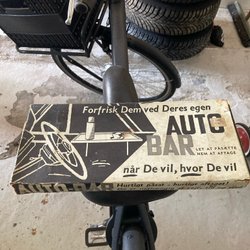 Forfrisk Dem ved Deres egen
AUTO
BAR
LET AT PÅSÆTTE
NEM AT AFTAGE
når De vil, hvor De vil
AUTO-BAR Hurtigt påsat - hurtigt aftaget!